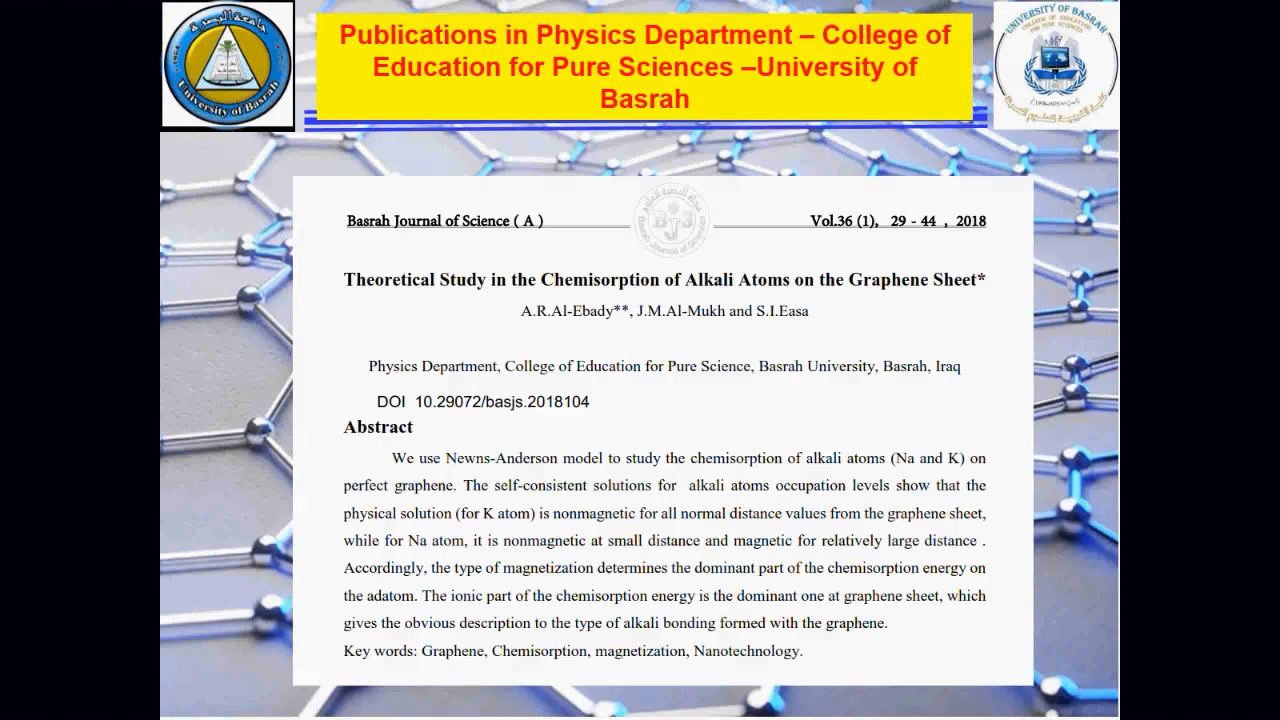 جامعة البصرة
1964
University of Basrah
Publications in Physics Department – College of
Education for Pure Sciences –University of
Basrah
UNIVERSITY OF BASRAH
COLLEGE OF EDUCATION
FOR PURE SCIENCES
Basrah Journal of Science ( A )
Vol.36 (1), 29 - 44 , 2018
Theoretical Study in the Chemisorption of Alkali Atoms on the Graphene Sheet*
A.R.Al-Ebady**, J.M.Al-Mukh and S.I.Easa
Physics Department, College of Education for Pure Science, Basrah University, Basrah, Iraq
DOI 10.29072/basjs.2018104
Abstract
We use Newns-Anderson model to study the chemisorption of alkali atoms (Na and K) on
perfect graphene. The self-consistent solutions for alkali atoms occupation levels show that the
physical solution (for K atom) is nonmagnetic for all normal distance values from the graphene sheet,
while for Na atom, it is nonmagnetic at small distance and magnetic for relatively large distance .
Accordingly, the type of magnetization determines the dominant part of the chemisorption energy on
the adatom. The ionic part of the chemisorption energy is the dominant one at graphene sheet, which
gives the obvious description to the type of alkali bonding formed with the graphene.
Key words: Graphene, Chemisorption, magnetization, Nanotechnology.